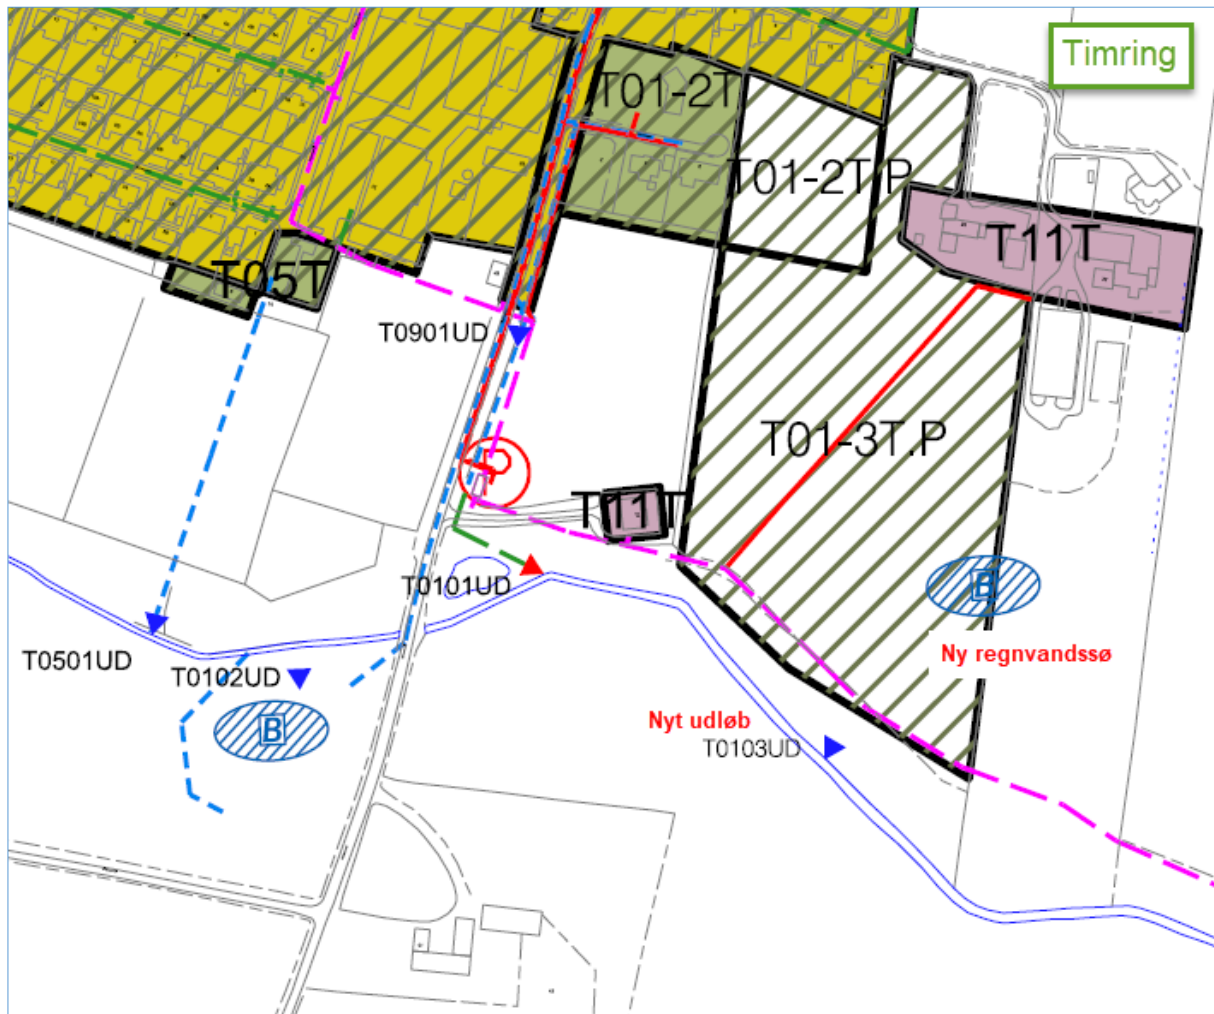 Timring
T01-2T
T01-2T.P
T11T
T05T
T0901UD
T01-3T.P
T11T
T0101UD
B
T0501UD
T0102UD
Ny regnvandssø
B
Nyt udløb
T0103UD